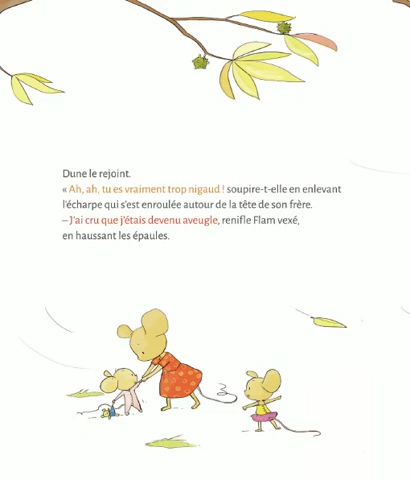 Dune le rejoint.
« Ah, ah, tu es vraiment trop nigaud ! soupire-t-elle en enlevant
l'écharpe qui s'est enroulée autour de la tête de son frère.
– J'ai cru que j'étais devenu aveugle, renifle Flam vexé,
en haussant les épaules.